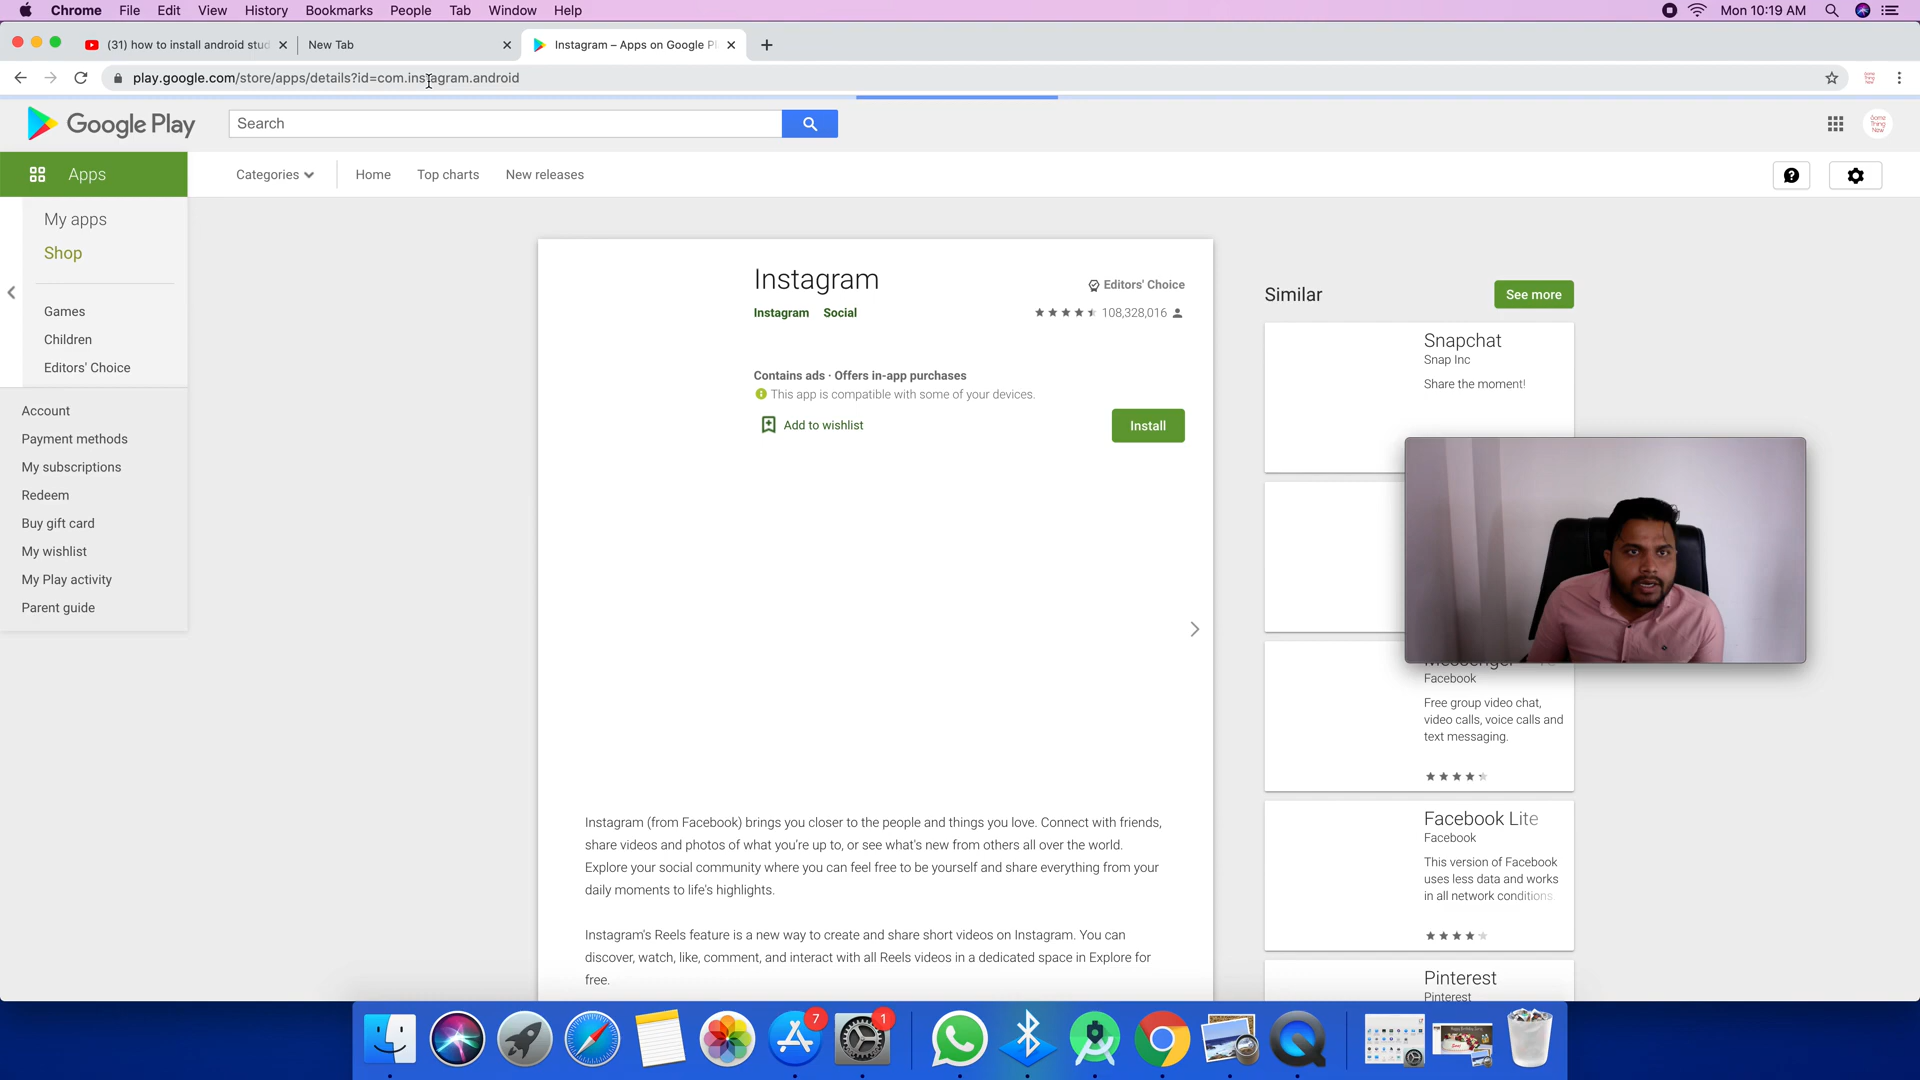 Chrome File Edit View History Bookmarks People Tab Window Help Mon 10:19 AM
(31) how to install android stud New Tab Instagram – Apps on Google Pl
play.google.com/store/apps/details?id=com.instagram.android
Google Play Search
Some Thing New
Apps Categories Home Top charts New releases
My apps
Shop
Games
Children
Editors' Choice
Account
Payment methods
My subscriptions
Redeem
Buy gift card
My wishlist
My Play activity
Parent guide
Instagram Editors' Choice
Instagram Social 108,328,016
Contains ads · Offers in-app purchases
This app is compatible with some of your devices.
Add to wishlist Install
Instagram (from Facebook) brings you closer to the people and things you love. Connect with friends,
share videos and photos of what you're up to, or see what's new from others all over the world.
Explore your social community where you can feel free to be yourself and share everything from your
daily moments to life's highlights.
Instagram's Reels feature is a new way to create and share short videos on Instagram. You can
discover, watch, like, comment, and interact with all Reels videos in a dedicated space in Explore for
free.
Similar See more
Snapchat
Snap Inc
Share the moment!
Facebook
Free group video chat,
video calls, voice calls and
text messaging.
Facebook Lite
Facebook
This version of Facebook
uses less data and works
in all network conditions.
Pinterest
Pinterest
7 1